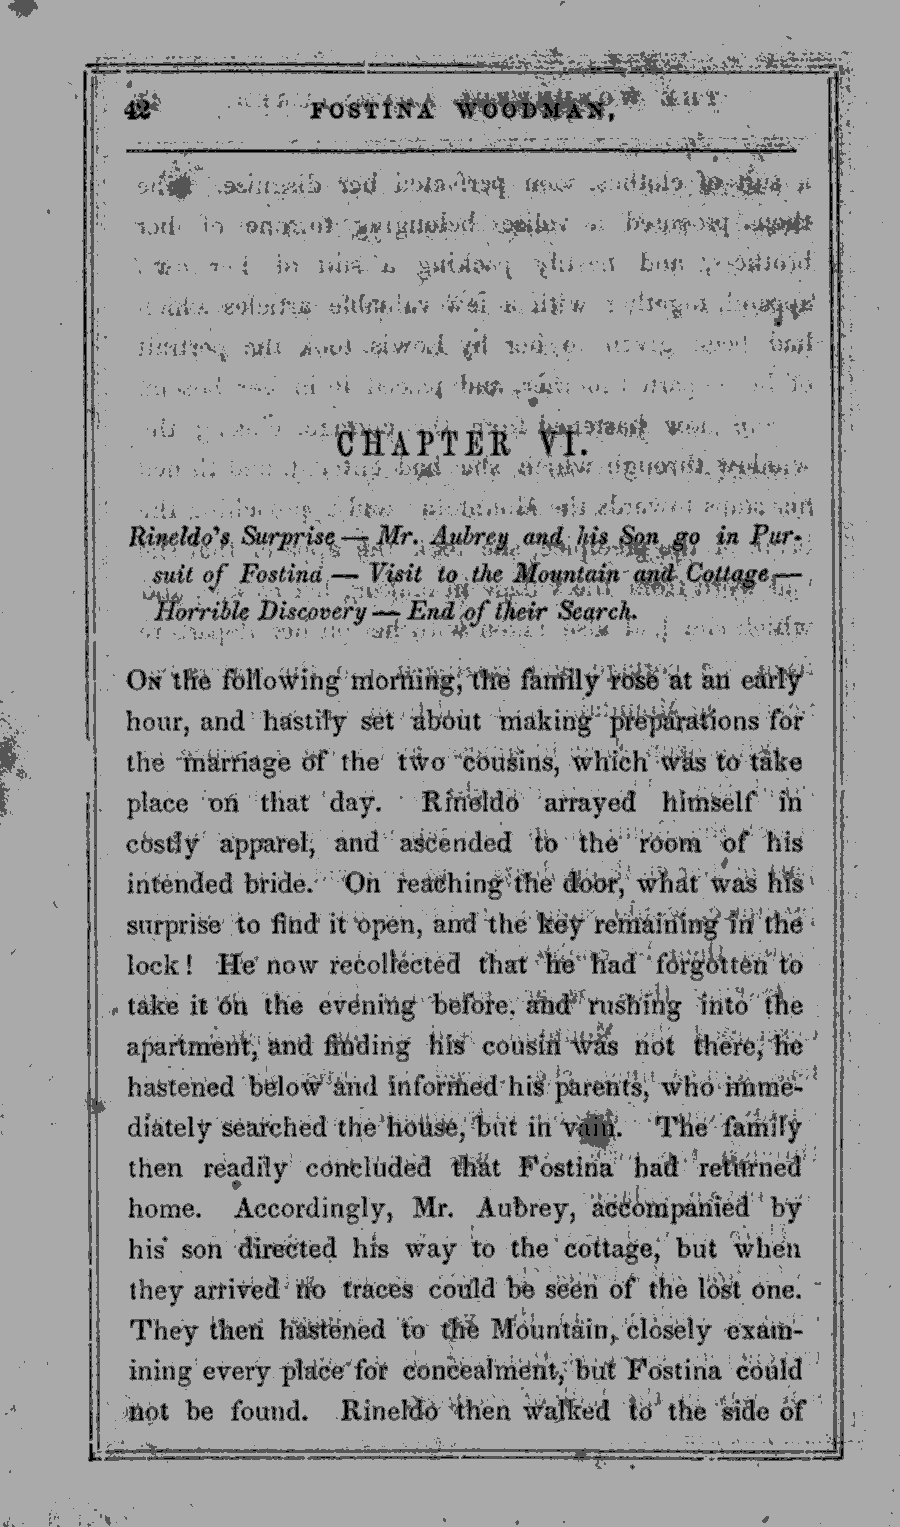 42 FOSTINA WOODMAN,
CHAPTER VI.
Rineldo's Surprise — Mr. Aubrey and his Son go in Pur-
suit of Fostina — Visit to the Mountain and Cottage —
Horrible Discovery — End of their Search.
ON the following morning, the family rose at an early
hour, and hastily set about making preparations for
the marriage of the two cousins, which was to take
place on that day. Rineldo arrayed himself in
costly apparel, and ascended to the room of his
intended bride. On reaching the door, what was his
surprise to find it open, and the key remaining in the
lock! He now recollected that he had forgotten to
take it on the evening before, and rushing into the
apartment, and finding his cousin was not there, he
hastened below and informed his parents, who imme-
diately searched the house, but in vain. The family
then readily concluded that Fostina had returned
home. Accordingly, Mr. Aubrey, accompanied by
his son directed his way to the cottage, but when
they arrived no traces could be seen of the lost one.
They then hastened to the Mountain, closely exam-
ining every place for concealment, but Fostina could
not be found. Rineldo then walked to the side of